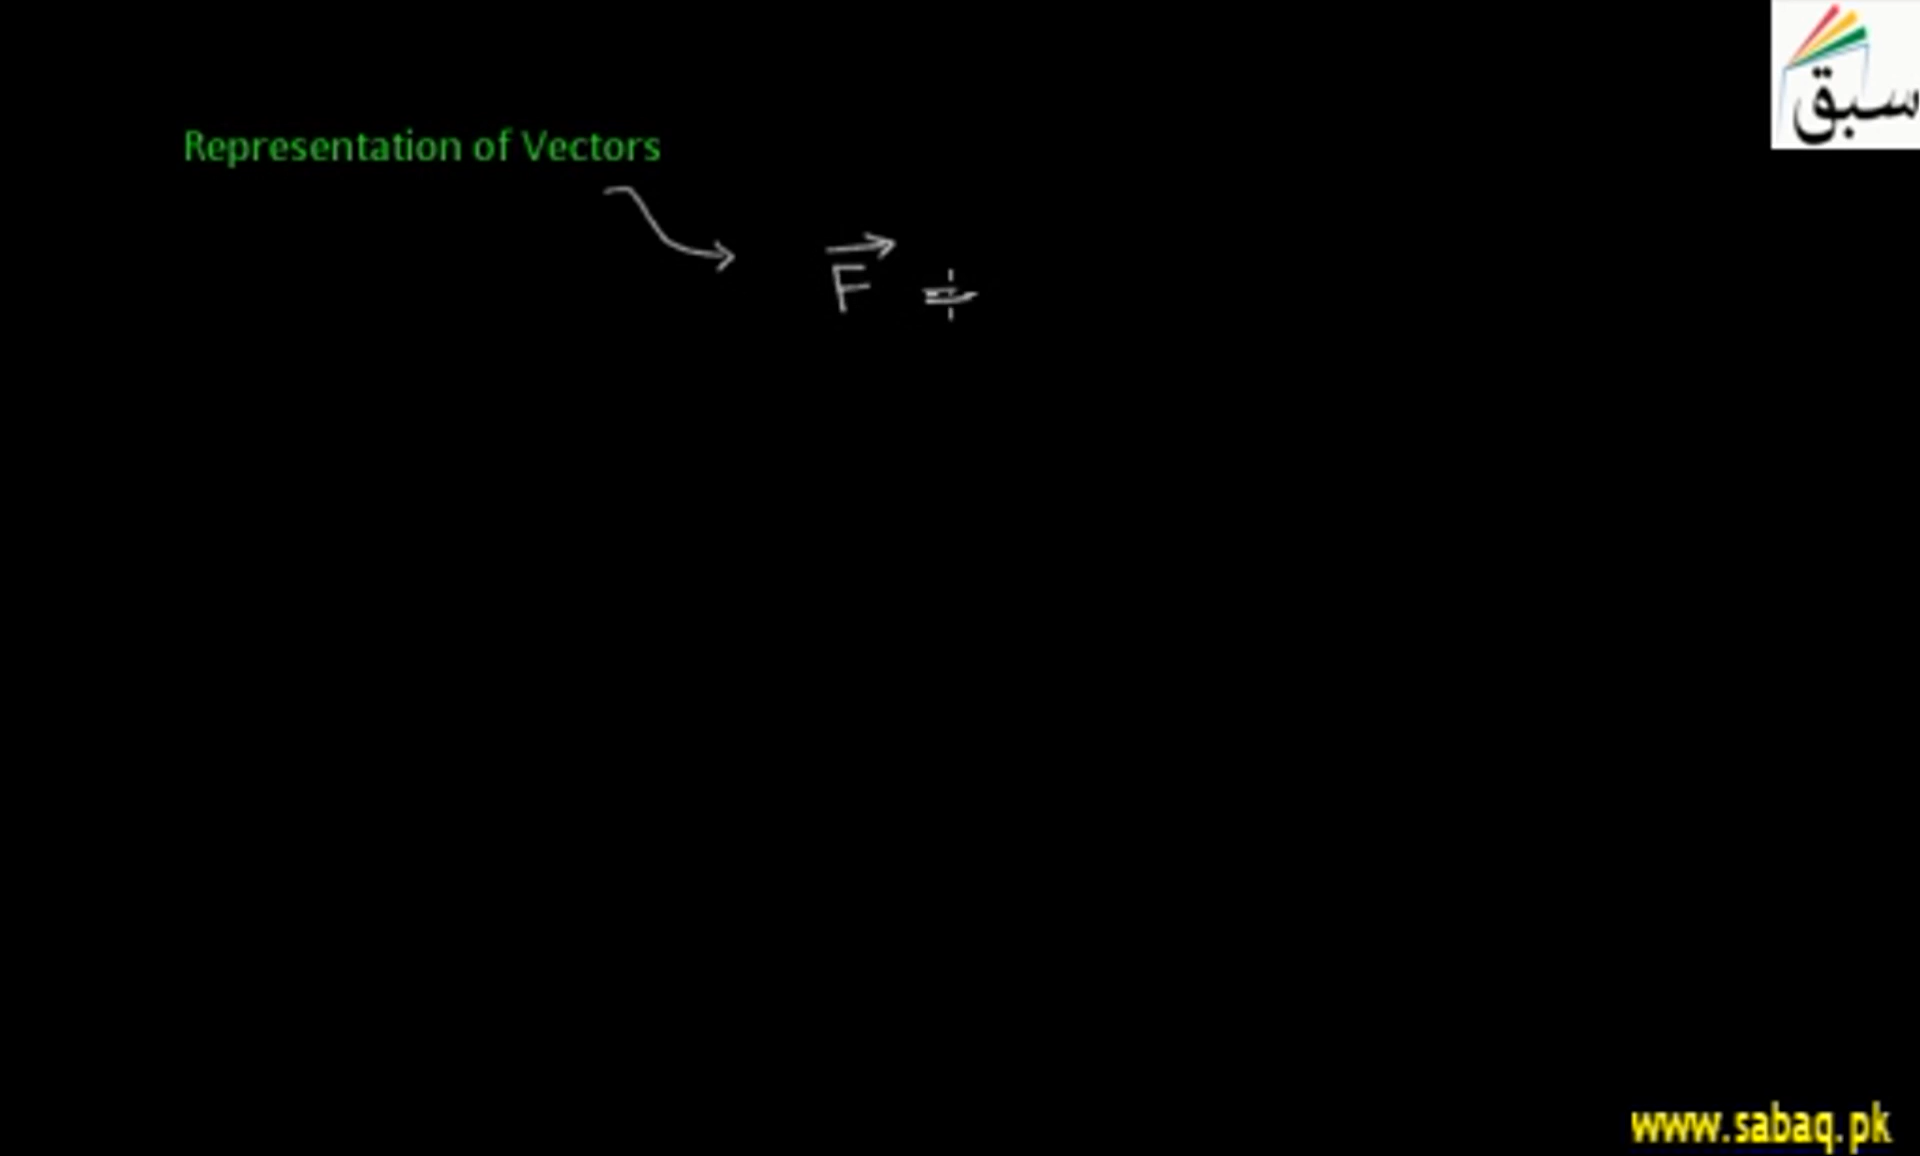 سبق
Representation of Vectors
F⃗ =
www.sabaq.pk